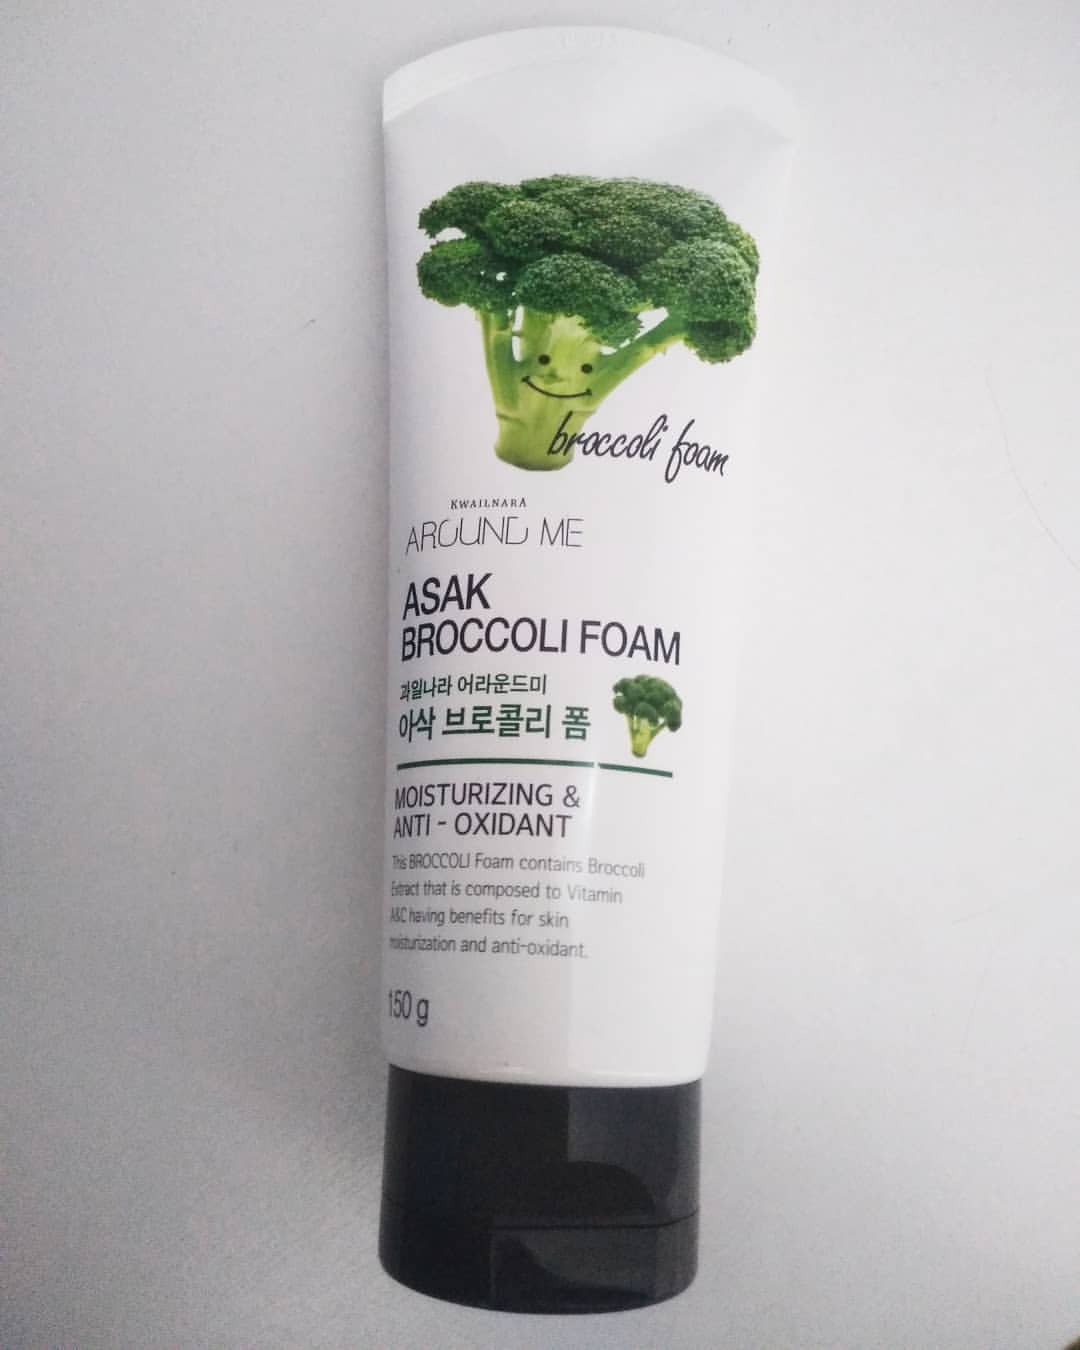 broccoli foam
KWAILNARA
AROUND ME
ASAK
BROCCOLI FOAM
과일나라 어라운드미
아삭 브로콜리 폼
MOISTURIZING &
ANTI - OXIDANT
This BROCCOLI Foam contains Broccoli
Extract that is composed to Vitamin
A&C having benefits for skin
moisturization and anti-oxidant.
150 g